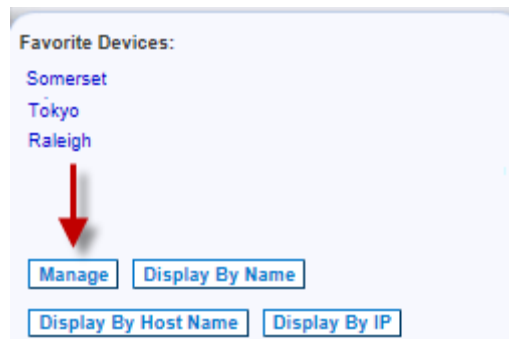 Favorite Devices:
Somerset
Tokyo
Raleigh
Manage Display By Name
Display By Host Name Display By IP